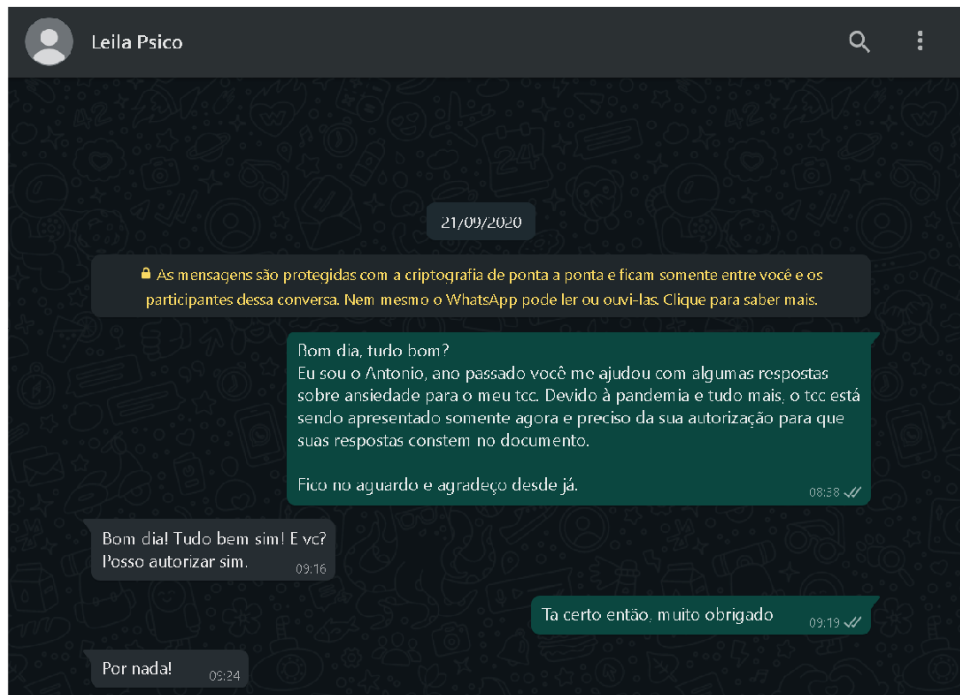 Leila Psico
21/09/2020
As mensagens são protegidas com a criptografia de ponta a ponta e ficam somente entre você e os
participantes dessa conversa. Nem mesmo o WhatsApp pode ler ou ouvi-las. Clique para saber mais.
Bom dia, tudo bom?
Eu sou o Antonio, ano passado você me ajudou com algumas respostas
sobre ansiedade para o meu tcc. Devido à pandemia e tudo mais, o tcc está
sendo apresentado somente agora e preciso da sua autorização para que
suas respostas constem no documento.
Fico no aguardo e agradeço desde já.
08:38
Bom dia! Tudo bem sim! E vc?
Posso autorizar sim.
09:16
Ta certo então, muito obrigado
09:19
Por nada!
09:24